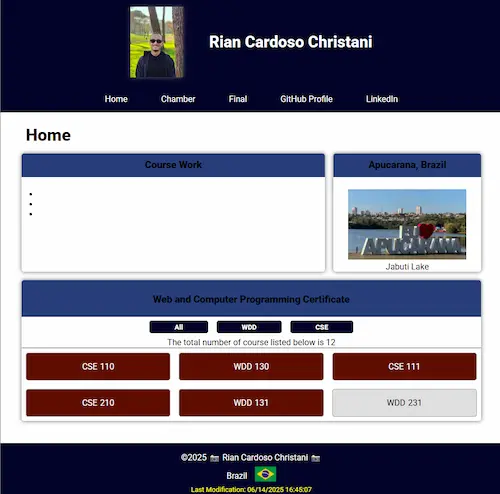 Rian Cardoso Christani
Home Chamber Final GitHub Profile LinkedIn
Home
Course Work
Apucarana, Brazil
APUCARANA
Jabuti Lake
Web and Computer Programming Certificate
All WDD CSE
The total number of course listed below is 12
CSE 110 WDD 130 CSE 111
CSE 210 WDD 131 WDD 231
©2025 Rian Cardoso Christani
Brazil
Last Modification: 06/14/2025 16:45:07